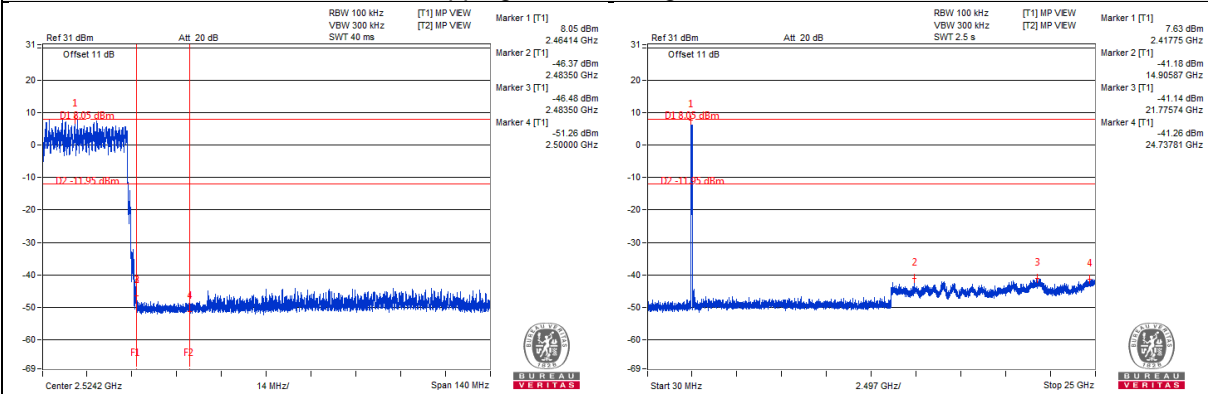 RBW 100 kHz [T1] MP VIEW
VBW 300 kHz [T2] MP VIEW
Ref 31 dBm Att 20 dB SWT 40 ms
Offset 11 dB
Marker 1 [T1]
8.05 dBm
2.46414 GHz
Marker 2 [T1]
-46.37 dBm
2.48350 GHz
Marker 3 [T1]
-46.48 dBm
2.48350 GHz
Marker 4 [T1]
-51.26 dBm
2.50000 GHz
31
20
10
0
-10
-20
-30
-40
-50
-60
-69
1
D1 8.05 dBm
D2 -11.95 dBm
4
F1 F2
Center 2.5242 GHz 14 MHz/ Span 140 MHz
BUREAU VERITAS
1828
BUREAU
VERITAS
RBW 100 kHz [T1] MP VIEW
VBW 300 kHz [T2] MP VIEW
Ref 31 dBm Att 20 dB SWT 2.5 s
Offset 11 dB
Marker 1 [T1]
7.63 dBm
2.41775 GHz
Marker 2 [T1]
-41.18 dBm
14.90587 GHz
Marker 3 [T1]
-41.14 dBm
21.77574 GHz
Marker 4 [T1]
-41.26 dBm
24.73781 GHz
31
20
10
0
-10
-20
-30
-40
-50
-60
-69
1
D1 8.05 dBm
D2 -11.95 dBm
2 3 4
Start 30 MHz 2.497 GHz/ Stop 25 GHz
BUREAU VERITAS
1828
BUREAU
VERITAS